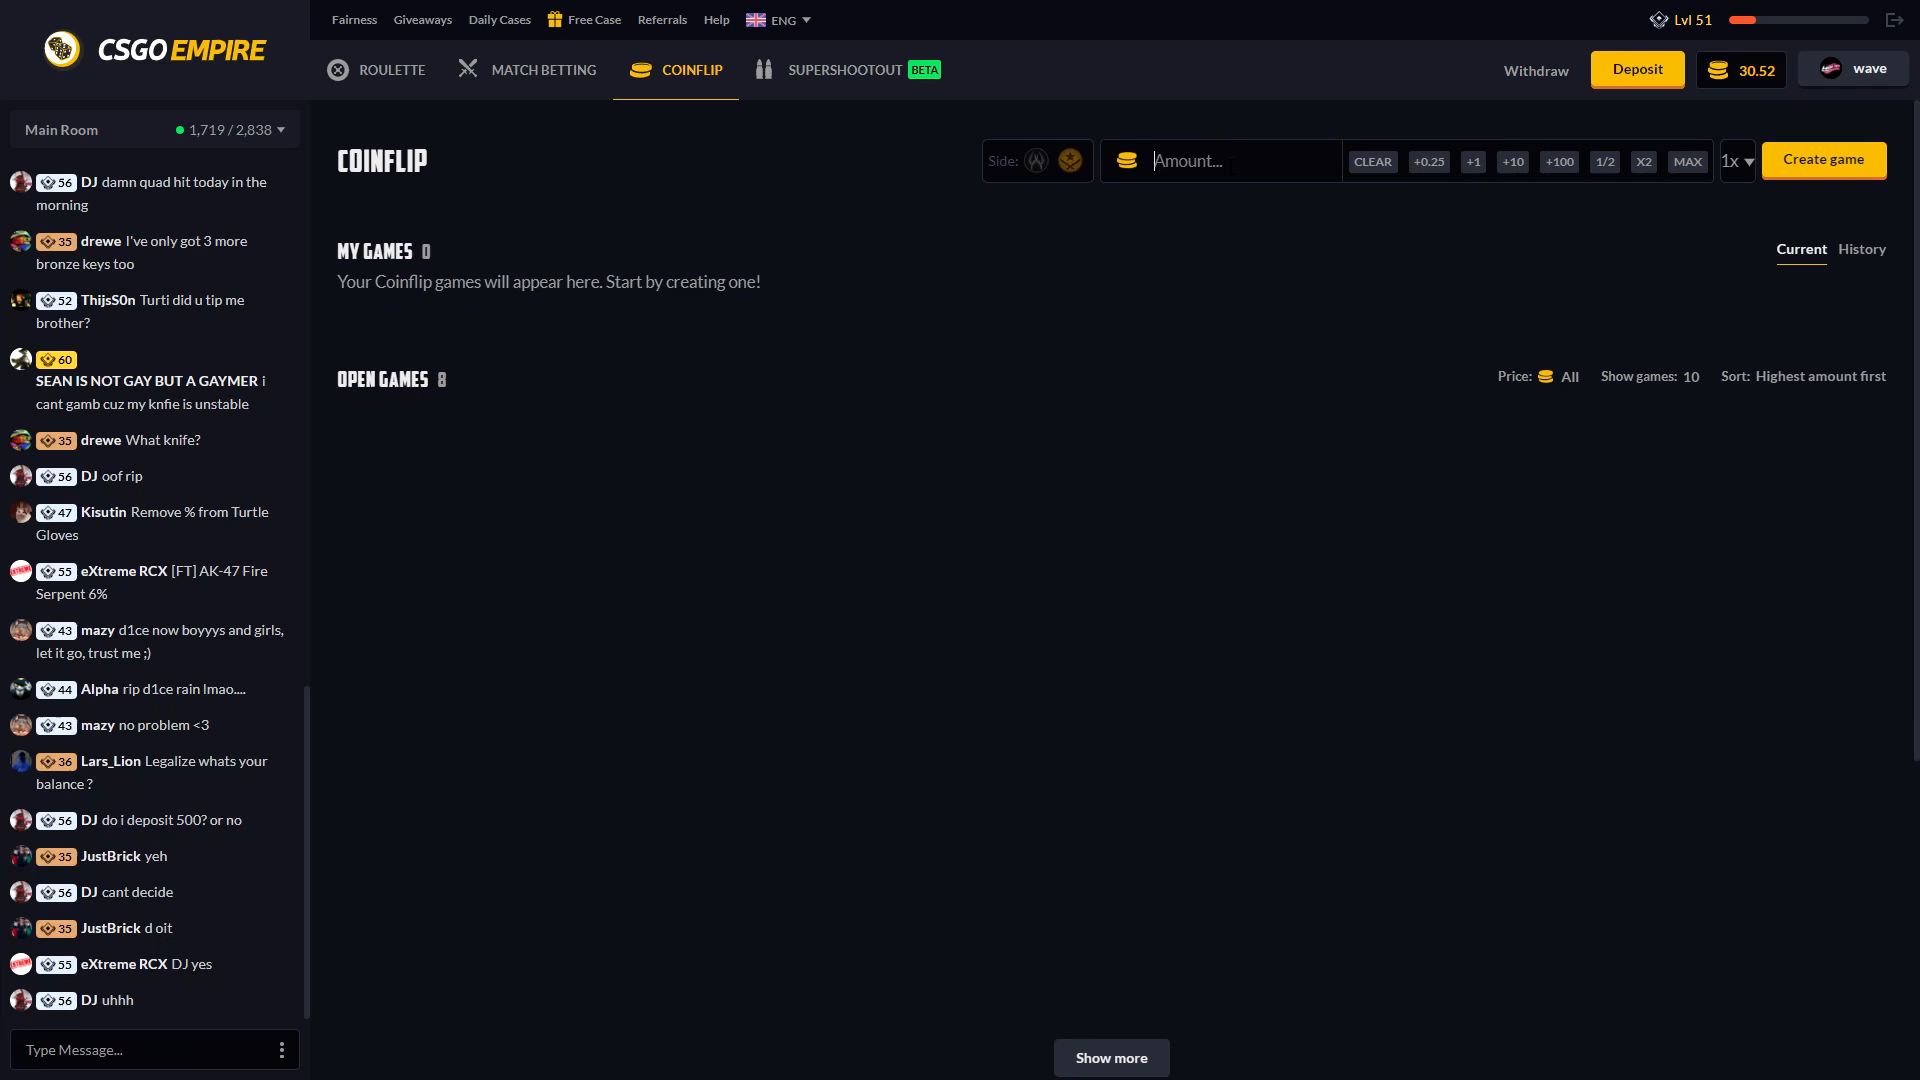 CSGOEMPIRE
Fairness Giveaways Daily Cases Free Case Referrals Help ENG
Lvl 51
ROULETTE MATCH BETTING COINFLIP SUPERSHOOTOUT BETA
Withdraw Deposit 30.52 wave
Main Room 1,719 / 2,838
56 DJ damn quad hit today in the
morning
35 drewe I've only got 3 more
bronze keys too
52 ThijsS0n Turti did u tip me
brother?
60
SEAN IS NOT GAY BUT A GAYMER i
cant gamb cuz my knfie is unstable
35 drewe What knife?
56 DJ oof rip
47 Kisutin Remove % from Turtle
Gloves
55 eXtreme RCX [FT] AK-47 Fire
Serpent 6%
43 mazy d1ce now boyyys and girls,
let it go, trust me ;)
44 Alpha rip d1ce rain lmao....
43 mazy no problem <3
36 Lars_Lion Legalize whats your
balance ?
56 DJ do i deposit 500? or no
35 JustBrick yeh
56 DJ cant decide
35 JustBrick d oit
55 eXtreme RCX DJ yes
56 DJ uhhh
Type Message...
COINFLIP
Side: Amount... CLEAR +0.25 +1 +10 +100 1/2 X2 MAX 1x Create game
MY GAMES 0
Current History
Your Coinflip games will appear here. Start by creating one!
OPEN GAMES 8
Price: All Show games: 10 Sort: Highest amount first
Show more